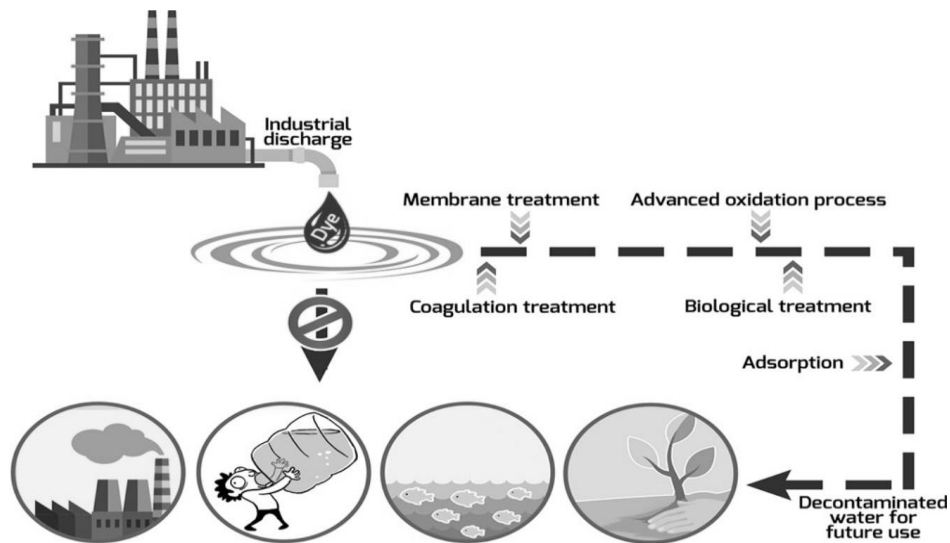 Industrial
discharge
Dye
Membrane treatment
Advanced oxidation process
Coagulation treatment
Biological treatment
Adsorption
Decontaminated
water for
future use